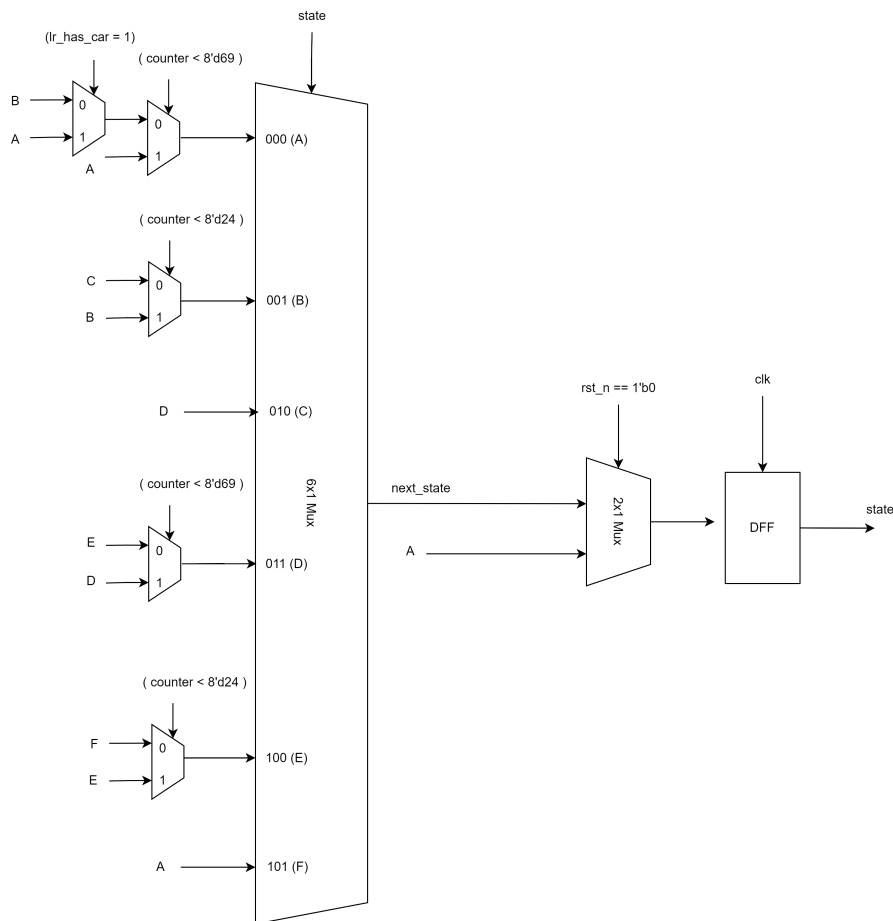 state
(lr_has_car = 1)
( counter < 8'd69)
B
0
A
1
0
A
1
000 (A)
( counter < 8'd24 )
C
0
B
1
001 (B)
D
010 (C)
6x1 Mux
( counter < 8'd69)
E
0
D
1
011 (D)
( counter < 8'd24 )
F
0
E
1
100 (E)
A
101 (F)
next_state
A
rst_n == 1'b0
2x1 Mux
clk
DFF
state